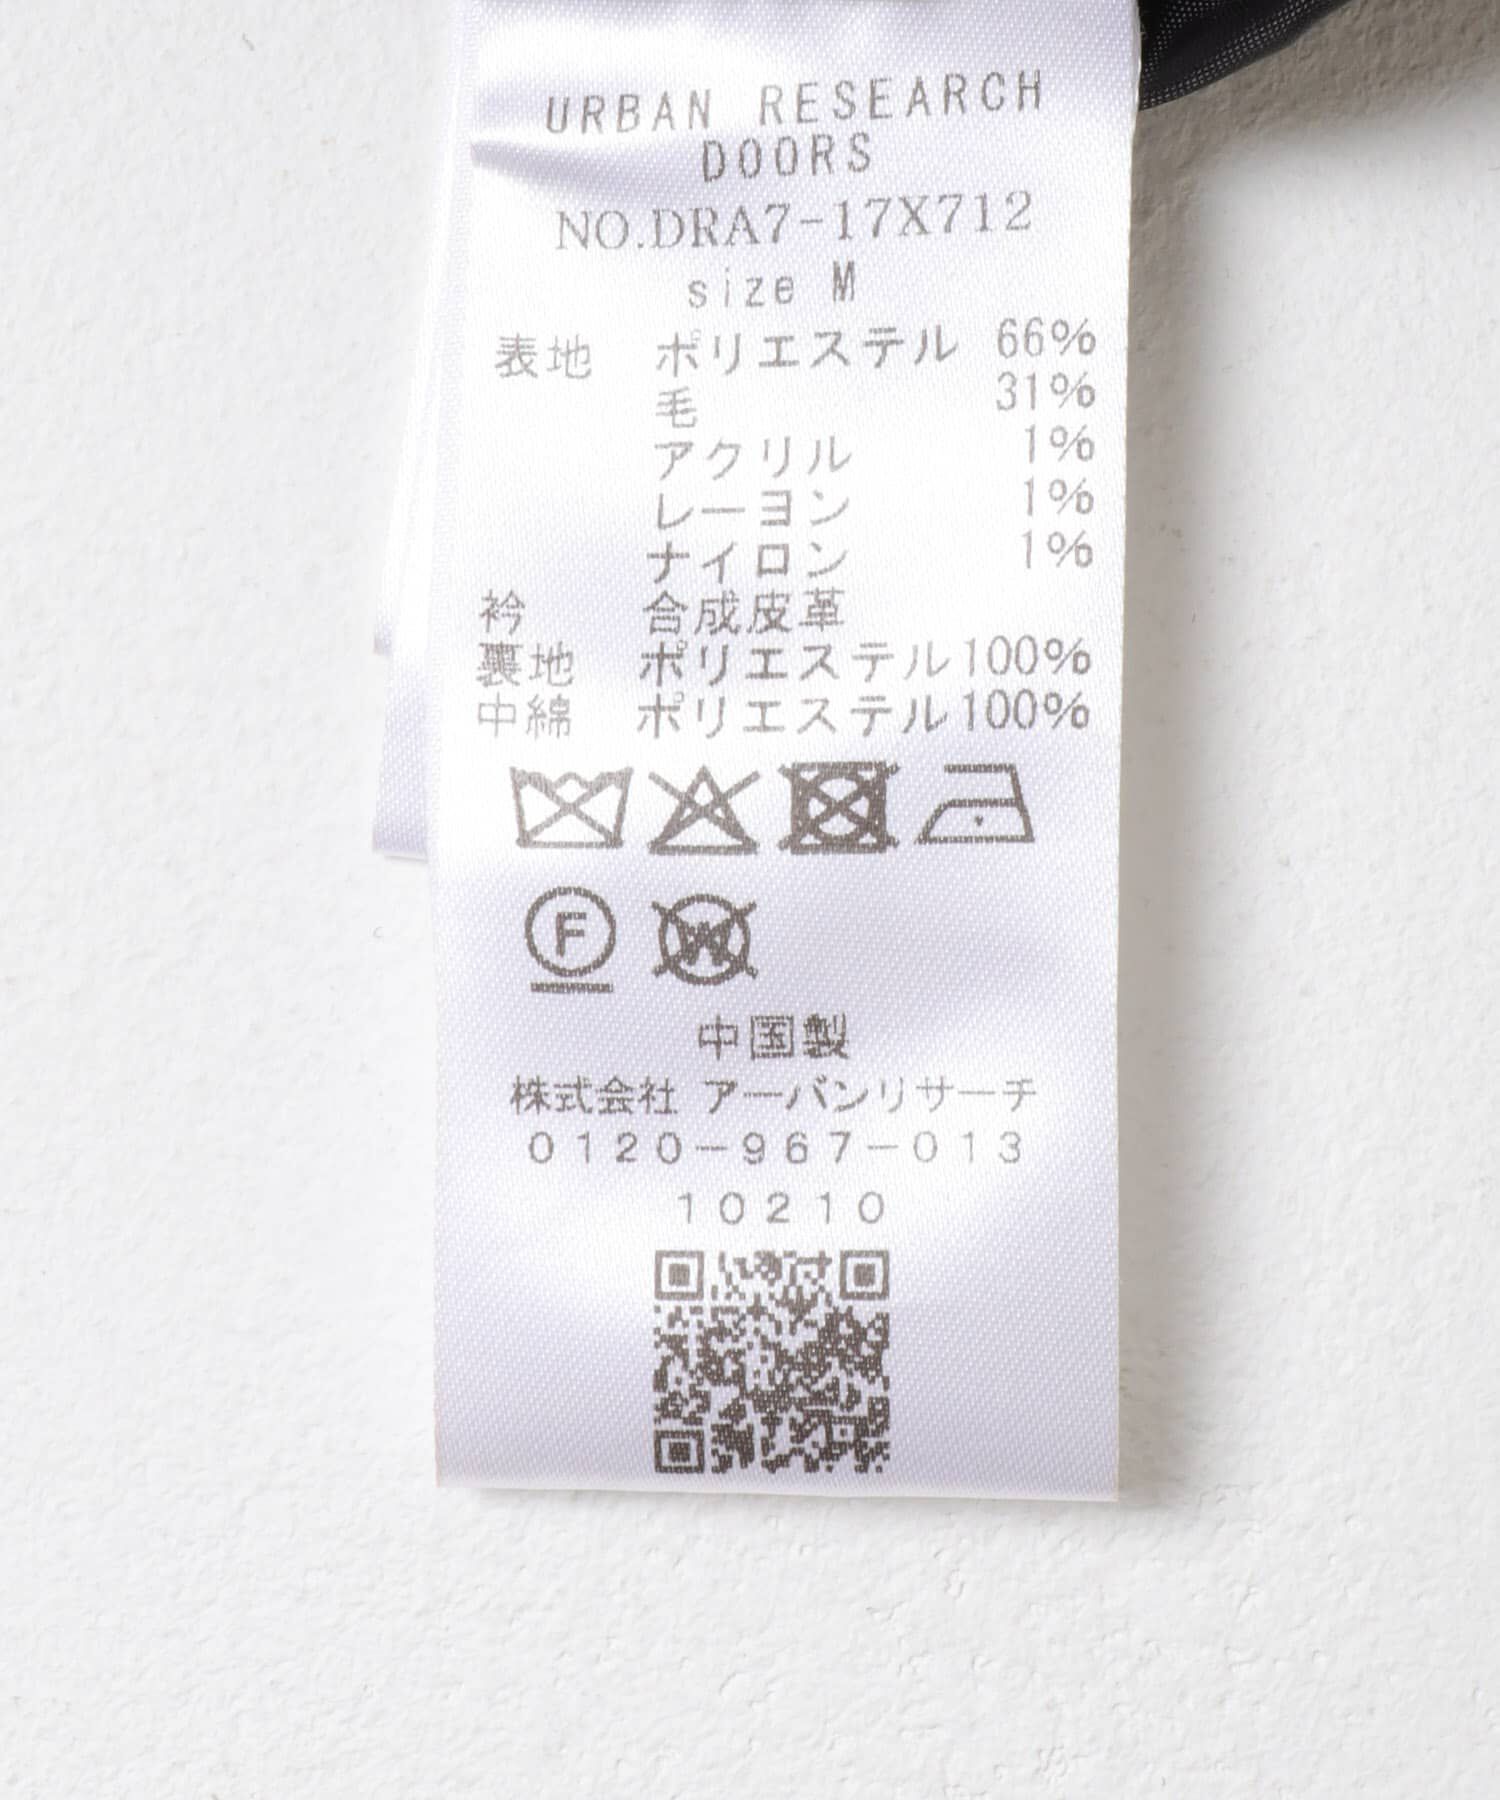 URBAN RESEARCH
DOORS
NO.DRA7-17X712
size M
表地 ポリエステル 66%
毛 31%
アクリル 1%
レーヨン 1%
ナイロン 1%
衿 合成皮革
裏地 ポリエステル100%
中綿 ポリエステル100%
F W
中国製
株式会社 アーバンリサーチ
0120-967-013
10210